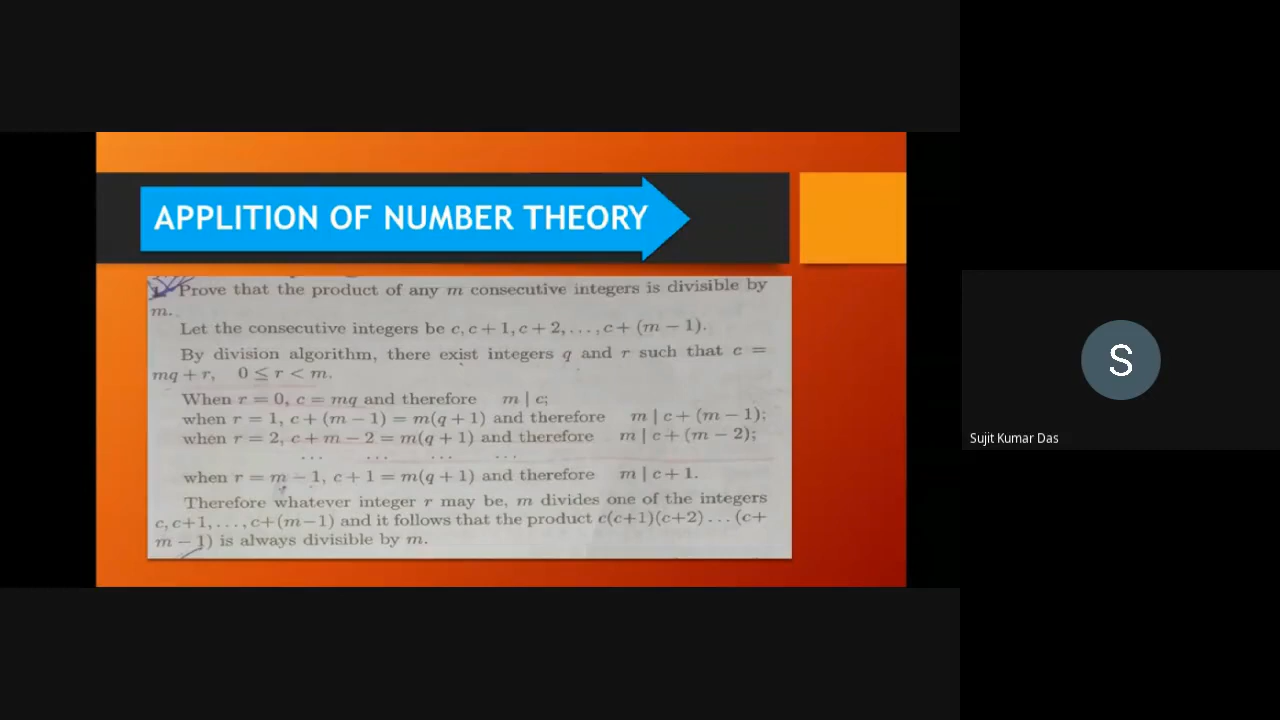 APPLITION OF NUMBER THEORY
1. Prove that the product of any m consecutive integers is divisible by
m.
Let the consecutive integers be c, c + 1, c + 2, . . . , c + (m − 1).
By division algorithm, there exist integers q and r such that c =
mq + r, 0 ≤ r < m.
When r = 0, c = mq and therefore m | c;
when r = 1, c + (m − 1) = m(q + 1) and therefore m | c + (m − 1);
when r = 2, c + m − 2 = m(q + 1) and therefore m | c + (m − 2);
... ... ... ...
when r = m − 1, c + 1 = m(q + 1) and therefore m | c + 1.
Therefore whatever integer r may be, m divides one of the integers
c, c+1, . . . , c+(m−1) and it follows that the product c(c+1)(c+2) . . . (c+
m − 1) is always divisible by m.
S
Sujit Kumar Das